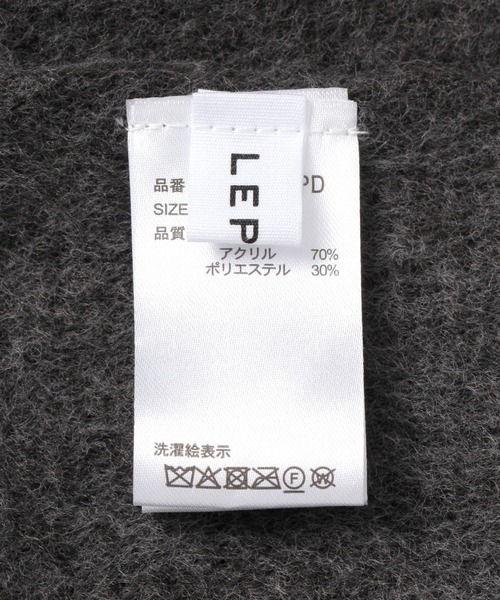 LEP
品番 PD
SIZE
品質
アクリル 70%
ポリエステル 30%
洗濯絵表示
F W